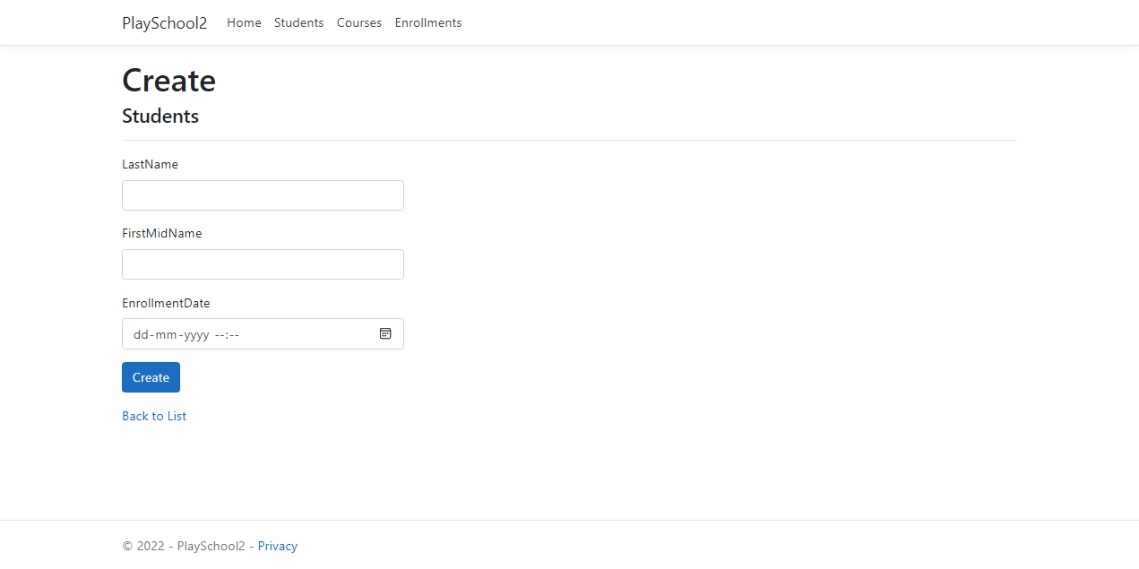 PlaySchool2 Home Students Courses Enrollments
Create
Students
LastName
FirstMidName
EnrollmentDate
dd-mm-yyyy --:--
Create
Back to List
© 2022 - PlaySchool2 - Privacy